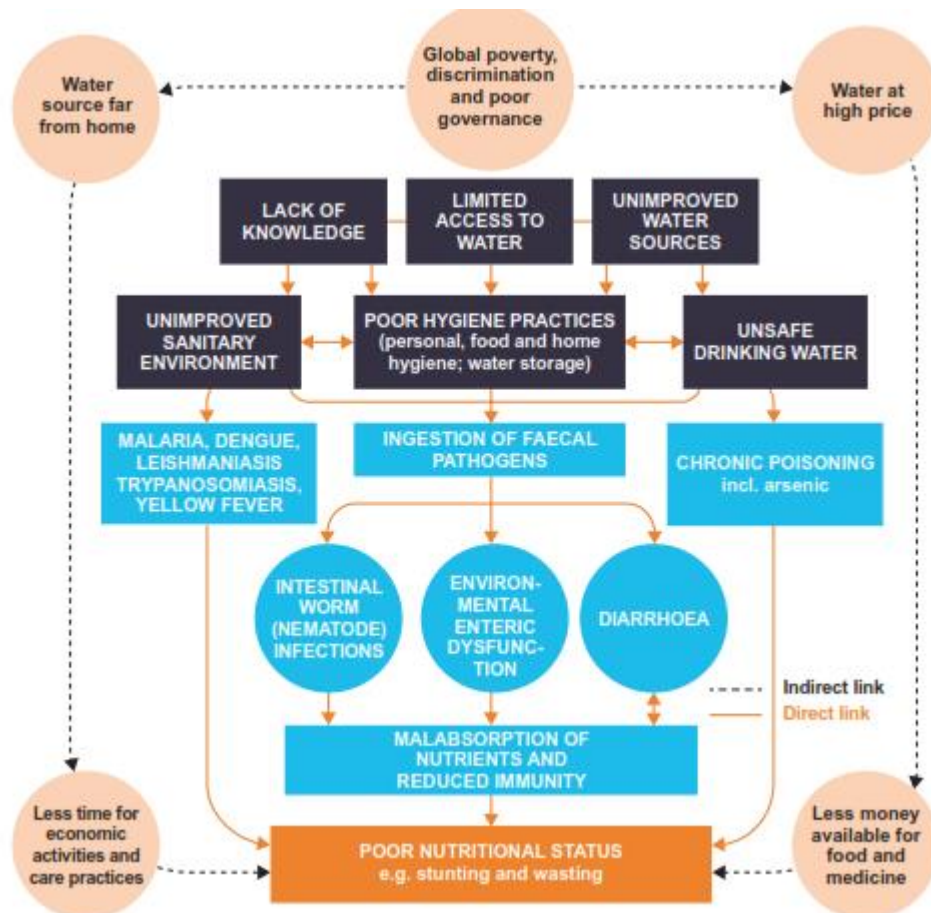 Global poverty,
discrimination
and poor
governance
Water
source far
from home
Water at
high price
LACK OF
KNOWLEDGE
LIMITED
ACCESS TO
WATER
UNIMPROVED
WATER
SOURCES
UNIMPROVED
SANITARY
ENVIRONMENT
POOR HYGIENE PRACTICES
(personal, food and home
hygiene; water storage)
UNSAFE
DRINKING WATER
MALARIA, DENGUE,
LEISHMANIASIS
TRYPANOSOMIASIS,
YELLOW FEVER
INGESTION OF FAECAL
PATHOGENS
CHRONIC POISONING
incl. arsenic
INTESTINAL
WORM
(NEMATODE)
INFECTIONS
ENVIRON-
MENTAL
ENTERIC
DYSFUNC-
TION
DIARRHOEA
Indirect link
Direct link
MALABSORPTION OF
NUTRIENTS AND
REDUCED IMMUNITY
Less time for
economic
activities and
care practices
POOR NUTRITIONAL STATUS
e.g. stunting and wasting
Less money
available for
food and
medicine